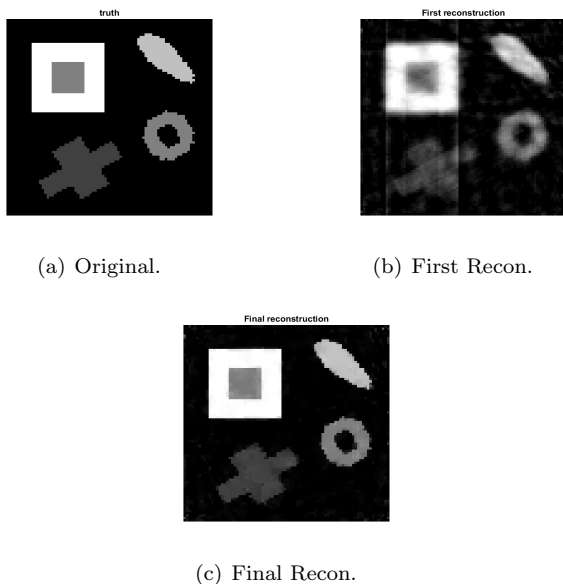 truth
First reconstruction
(a) Original.
(b) First Recon.
Final reconstruction
(c) Final Recon.